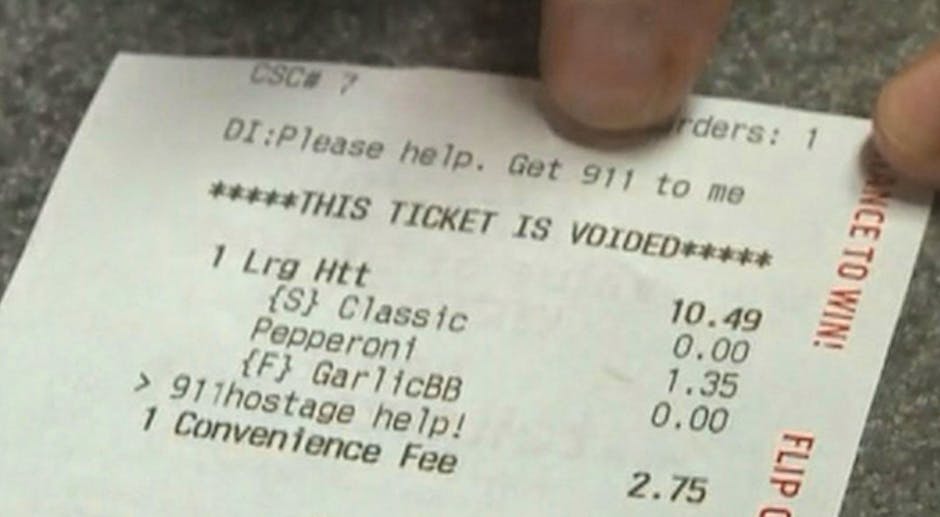 CSC# 7
rders: 1
DI:Please help. Get 911 to me
*****THIS TICKET IS VOIDED*****
1 Lrg Htt 10.49
{S} Classic 0.00
Pepperoni 1.35
{F} GarlicBB 0.00
> 911hostage help!
1 Convenience Fee 2.75
ANCE TO WIN!
FLIP